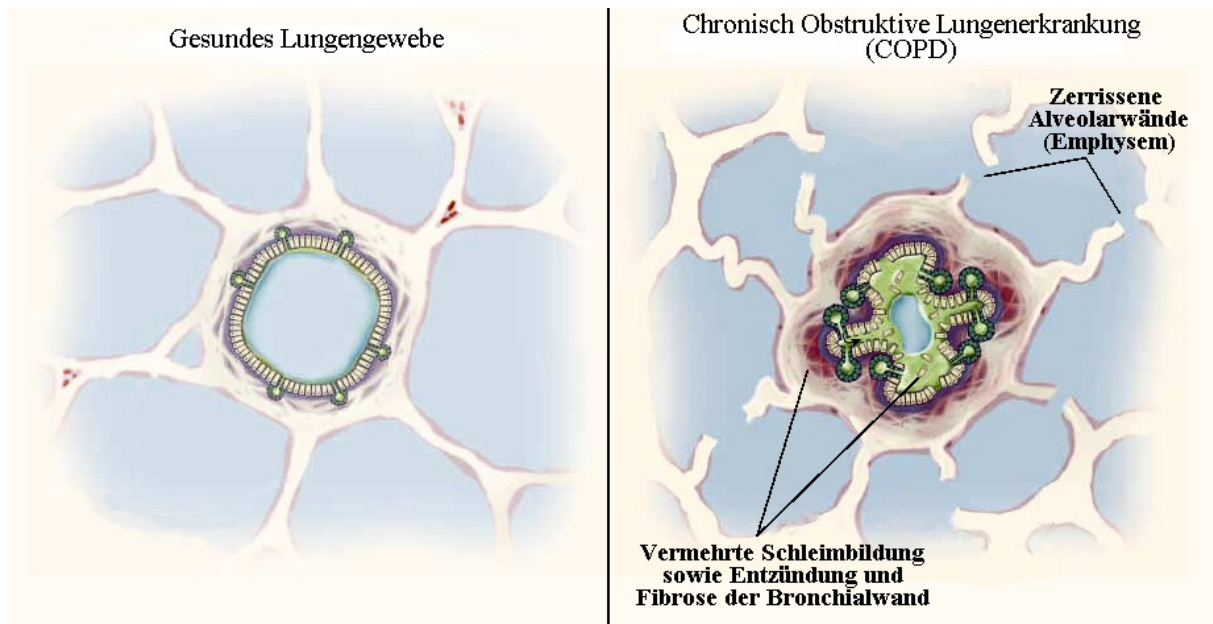 Gesundes Lungengewebe
Chronisch Obstruktive Lungenerkrankung
(COPD)
Zerrissene
Alveolarwände
(Emphysem)
Vermehrte Schleimbildung
sowie Entzündung und
Fibrose der Bronchialwand